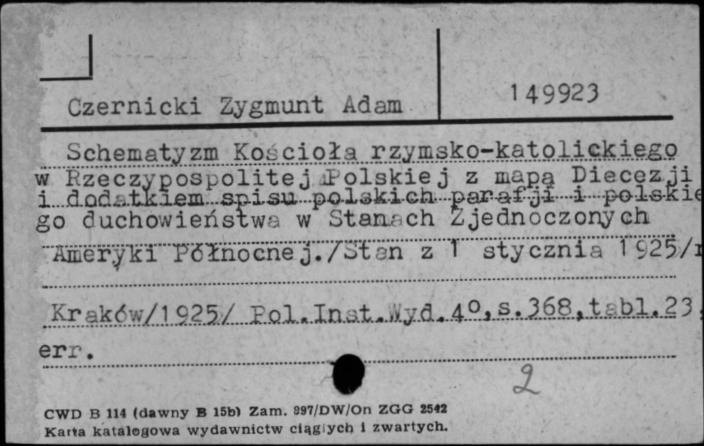 149923
Czernicki Zygmunt Adam
Schematyzm Kościoła rzymsko-katolickiego
w Rzeczypospolitej Polskiej z mapą Diecezji
i dodatkiem spisu polskich parafji i polskie
go duchowieństwa w Stanach Zjednoczonych
Ameryki Północnej./Stan z 1 stycznia 1925/r
Kraków/1925/ Pol.Inst.Wyd.4o,s.368,tabl.23,
err.
2
CWD B 114 (dawny B 15b) Zam. 997/DW/On ZGG 2542
Karta katalogowa wydawnictw ciągłych i zwartych.